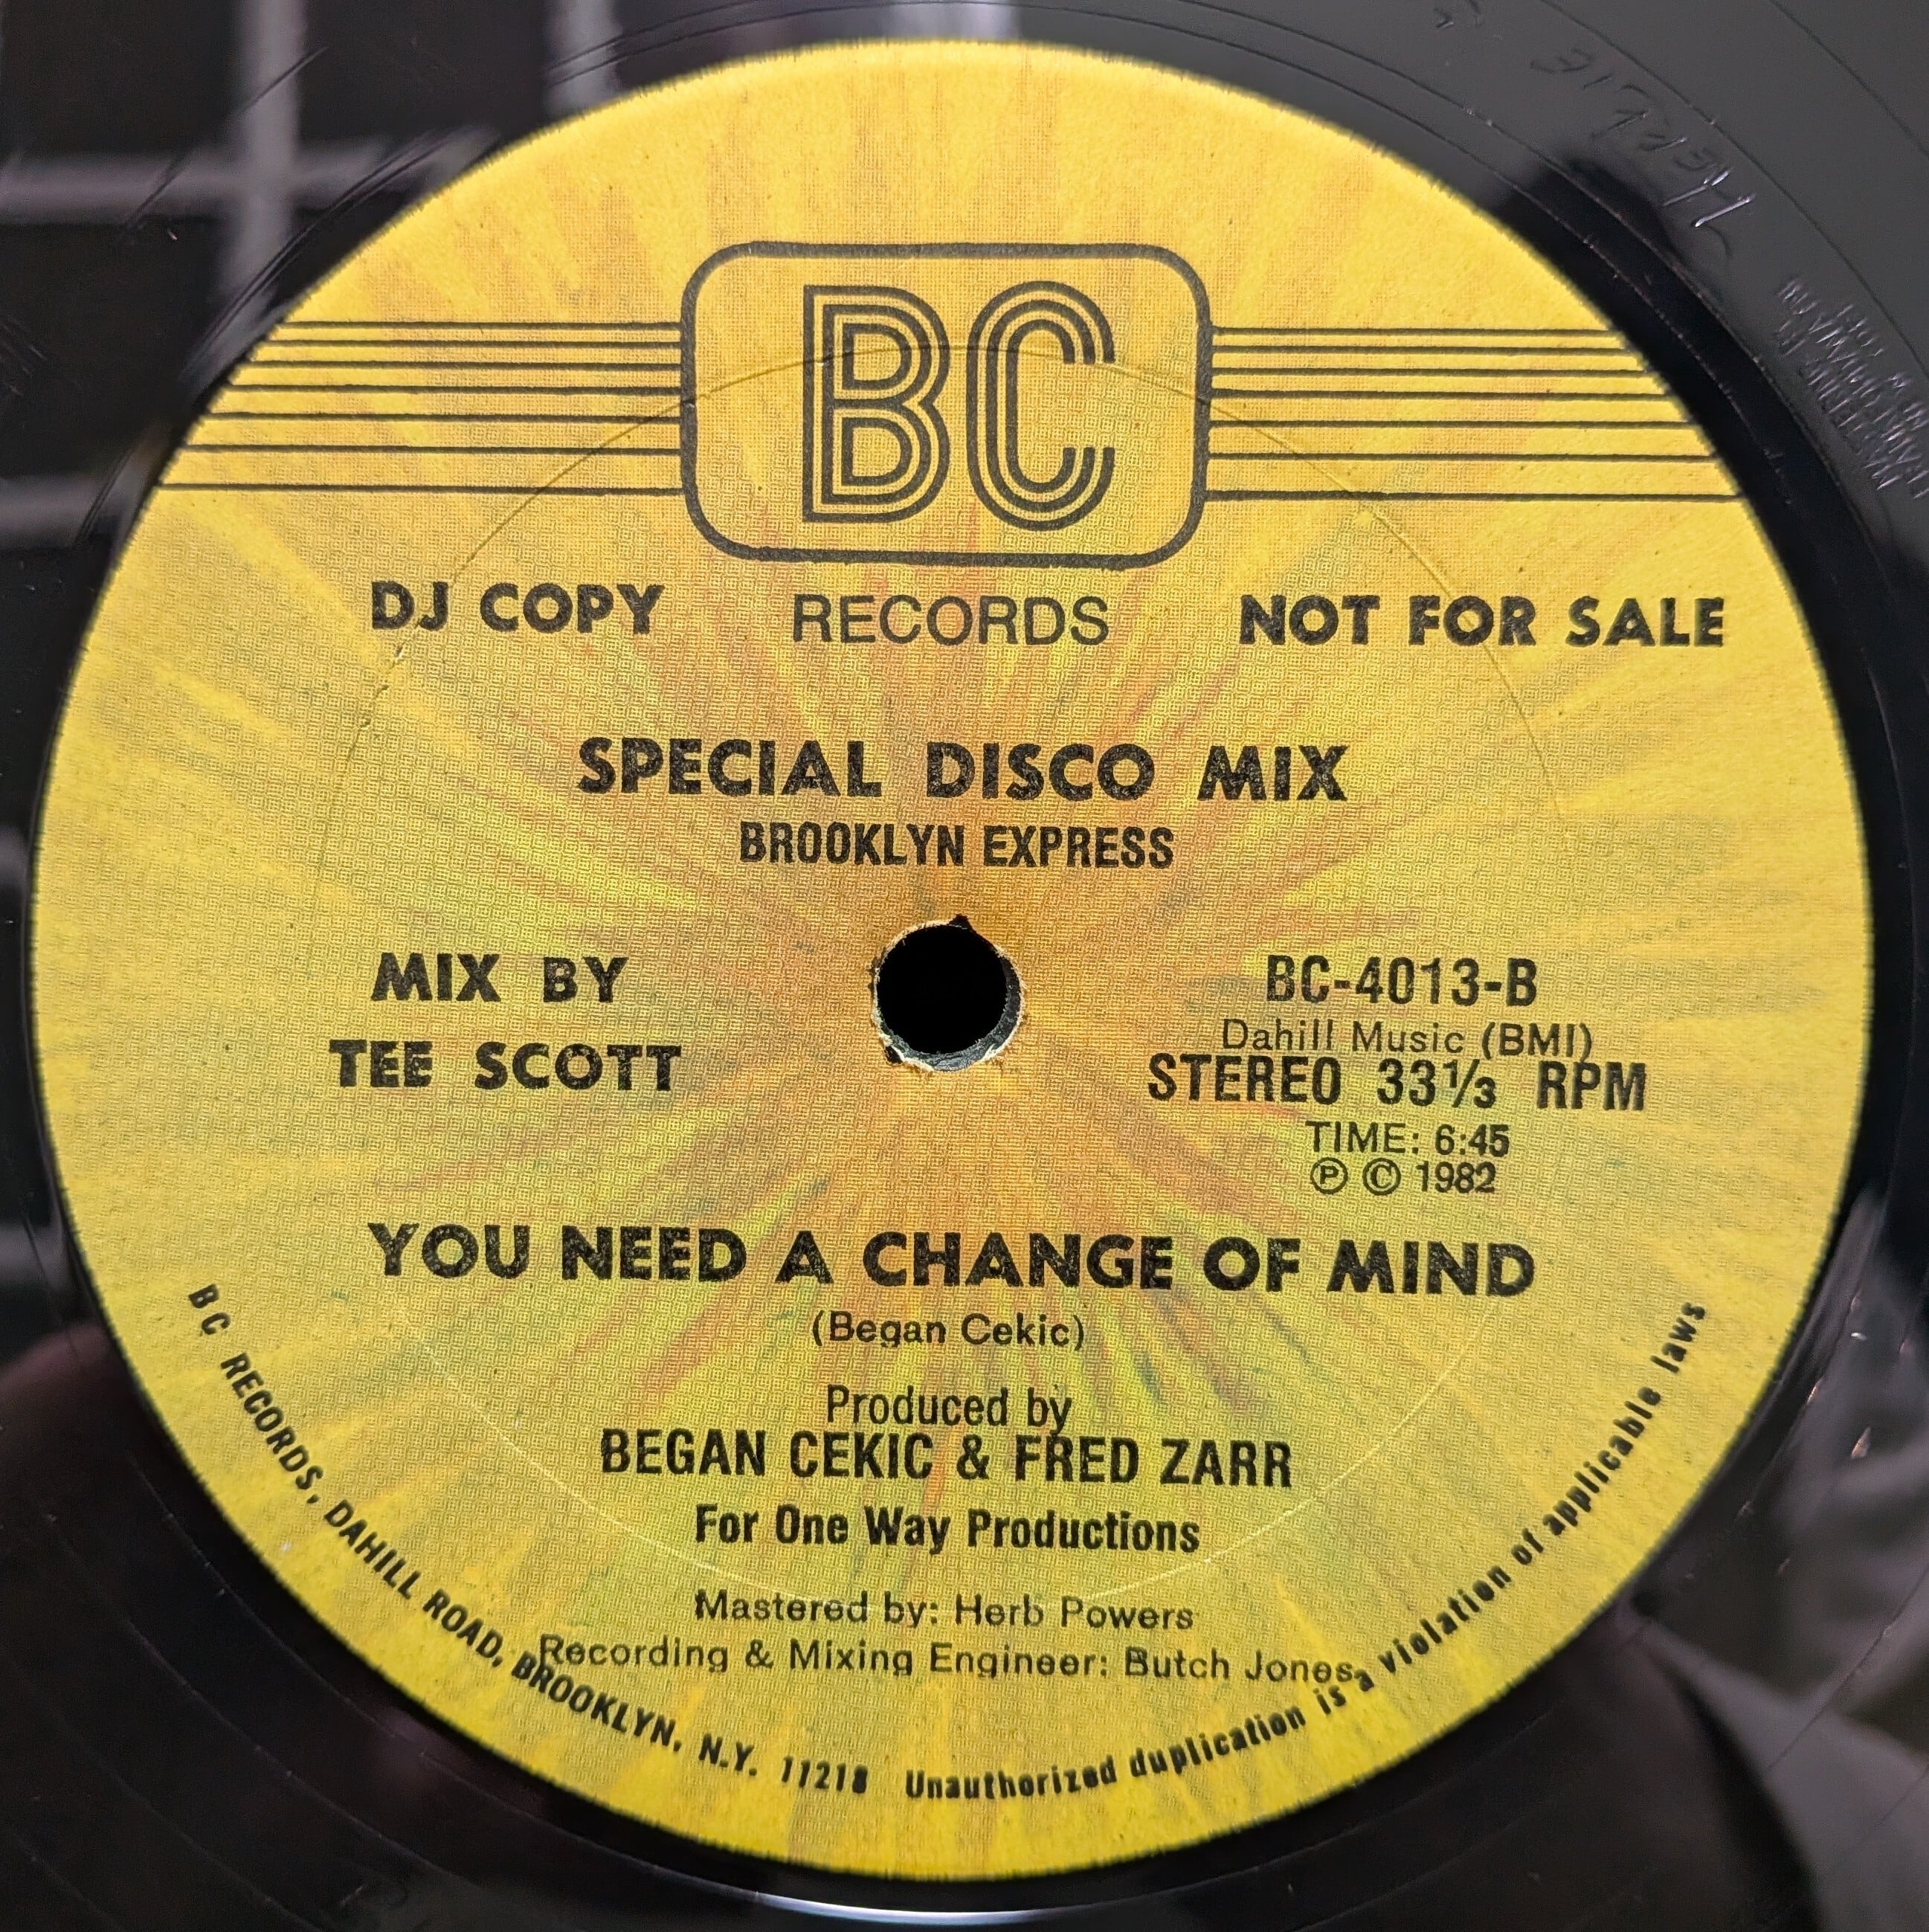 BC
DJ COPY RECORDS NOT FOR SALE
SPECIAL DISCO MIX
BROOKLYN EXPRESS
MIX BY
TEE SCOTT
BC-4013-B
Dahill Music (BMI)
STEREO 33⅓ RPM
TIME: 6:45
Ⓟ © 1982
YOU NEED A CHANGE OF MIND
(Began Cekic)
Produced by
BEGAN CEKIC & FRED ZARR
For One Way Productions
Mastered by: Herb Powers
Recording & Mixing Engineer: Butch Jones
BC RECORDS, DAHILL ROAD, BROOKLYN, N.Y. 11218 Unauthorized duplication is a violation of applicable laws